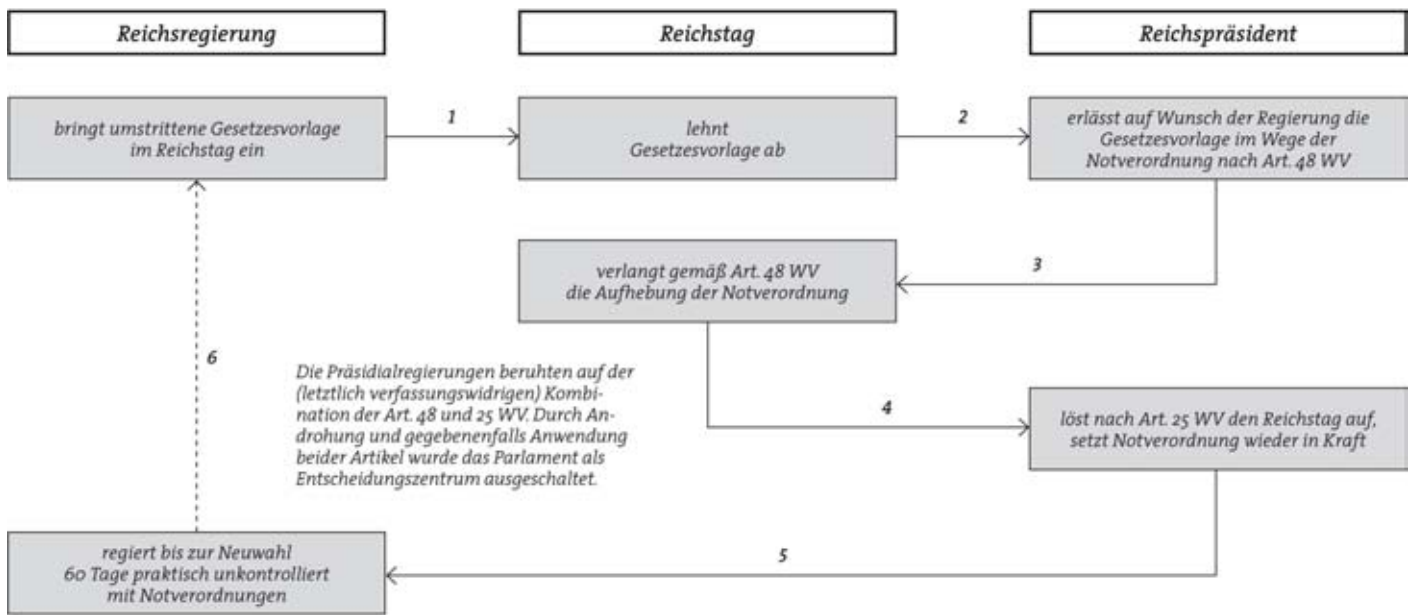 Reichsregierung
Reichstag
Reichspräsident
bringt umstrittene Gesetzesvorlage
im Reichstag ein
1
lehnt
Gesetzesvorlage ab
2
erlässt auf Wunsch der Regierung die
Gesetzesvorlage im Wege der
Notverordnung nach Art. 48 WV
3
verlangt gemäß Art. 48 WV
die Aufhebung der Notverordnung
4
löst nach Art. 25 WV den Reichstag auf,
setzt Notverordnung wieder in Kraft
5
regiert bis zur Neuwahl
60 Tage praktisch unkontrolliert
mit Notverordnungen
6
Die Präsidialregierungen beruhten auf der
(letztlich verfassungswidrigen) Kombi-
nation der Art. 48 und 25 WV. Durch An-
drohung und gegebenenfalls Anwendung
beider Artikel wurde das Parlament als
Entscheidungszentrum ausgeschaltet.